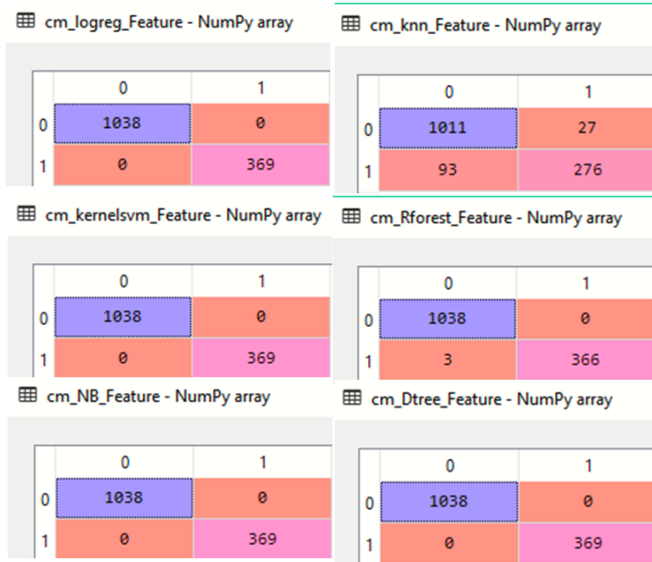 cm_logreg_Feature - NumPy array
0 1
0 1038 0
1 0 369
cm_knn_Feature - NumPy array
0 1
0 1011 27
1 93 276
cm_kernelsvm_Feature - NumPy array
0 1
0 1038 0
1 0 369
cm_Rforest_Feature - NumPy array
0 1
0 1038 0
1 3 366
cm_NB_Feature - NumPy array
0 1
0 1038 0
1 0 369
cm_Dtree_Feature - NumPy array
0 1
0 1038 0
1 0 369